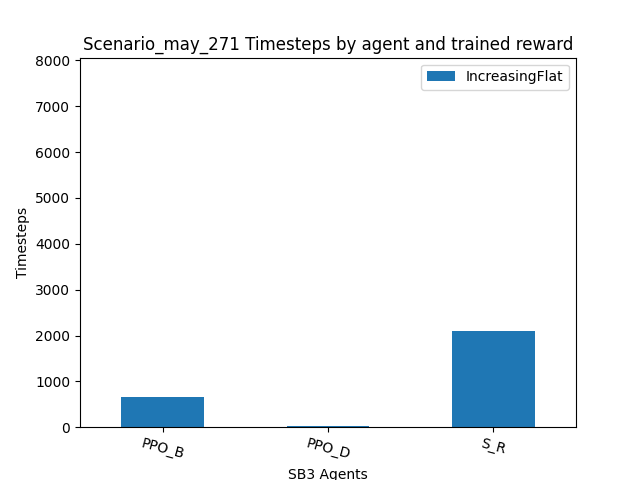 Scenario_may_271 Timesteps by agent and trained reward
IncreasingFlat
8000
7000
6000
5000
4000
3000
2000
1000
0
Timesteps
PPO_B
PPO_D
S_R
SB3 Agents